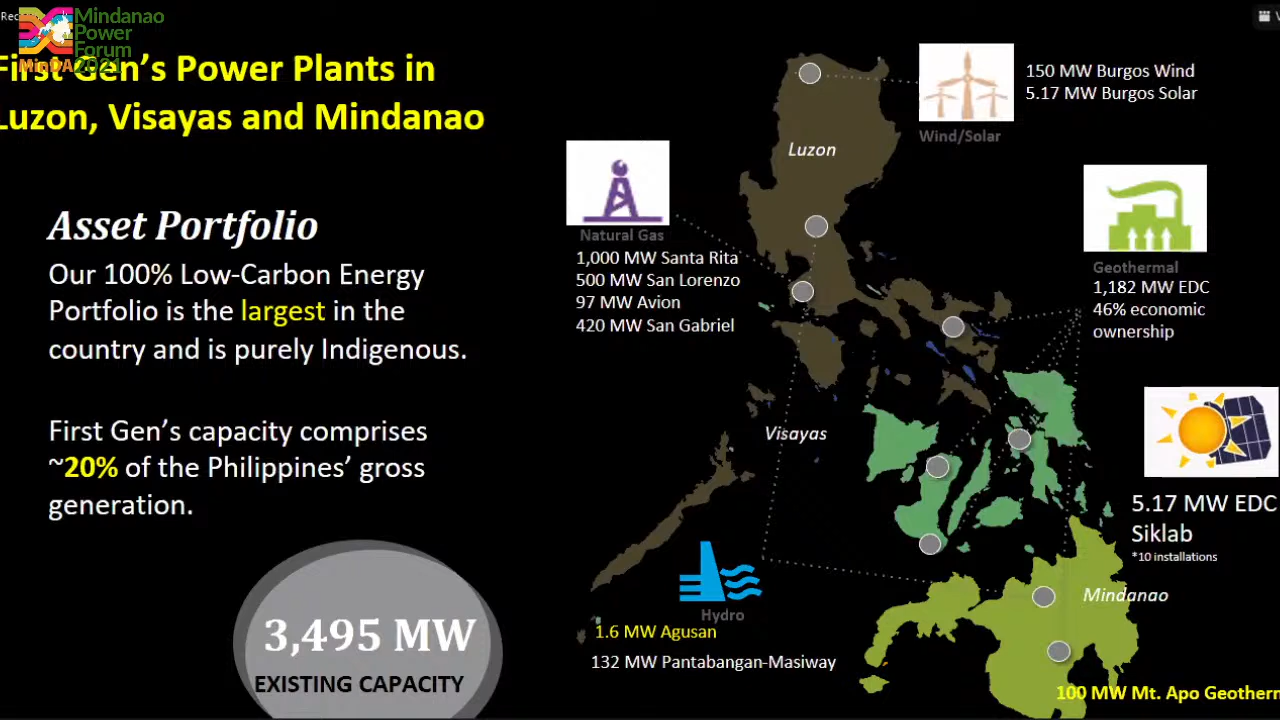 Rec
Mindanao
Power
Forum
2021
MinDA
First Gen's Power Plants in
Luzon, Visayas and Mindanao
Asset Portfolio
Our 100% Low-Carbon Energy
Portfolio is the largest in the
country and is purely Indigenous.
First Gen's capacity comprises
~20% of the Philippines' gross
generation.
3,495 MW
EXISTING CAPACITY
Natural Gas
1,000 MW Santa Rita
500 MW San Lorenzo
97 MW Avion
420 MW San Gabriel
Luzon
Visayas
Mindanao
Wind/Solar
150 MW Burgos Wind
5.17 MW Burgos Solar
Geothermal
1,182 MW EDC
46% economic
ownership
5.17 MW EDC
Siklab
*10 installations
Hydro
1.6 MW Agusan
132 MW Pantabangan-Masiway
100 MW Mt. Apo Geotherm